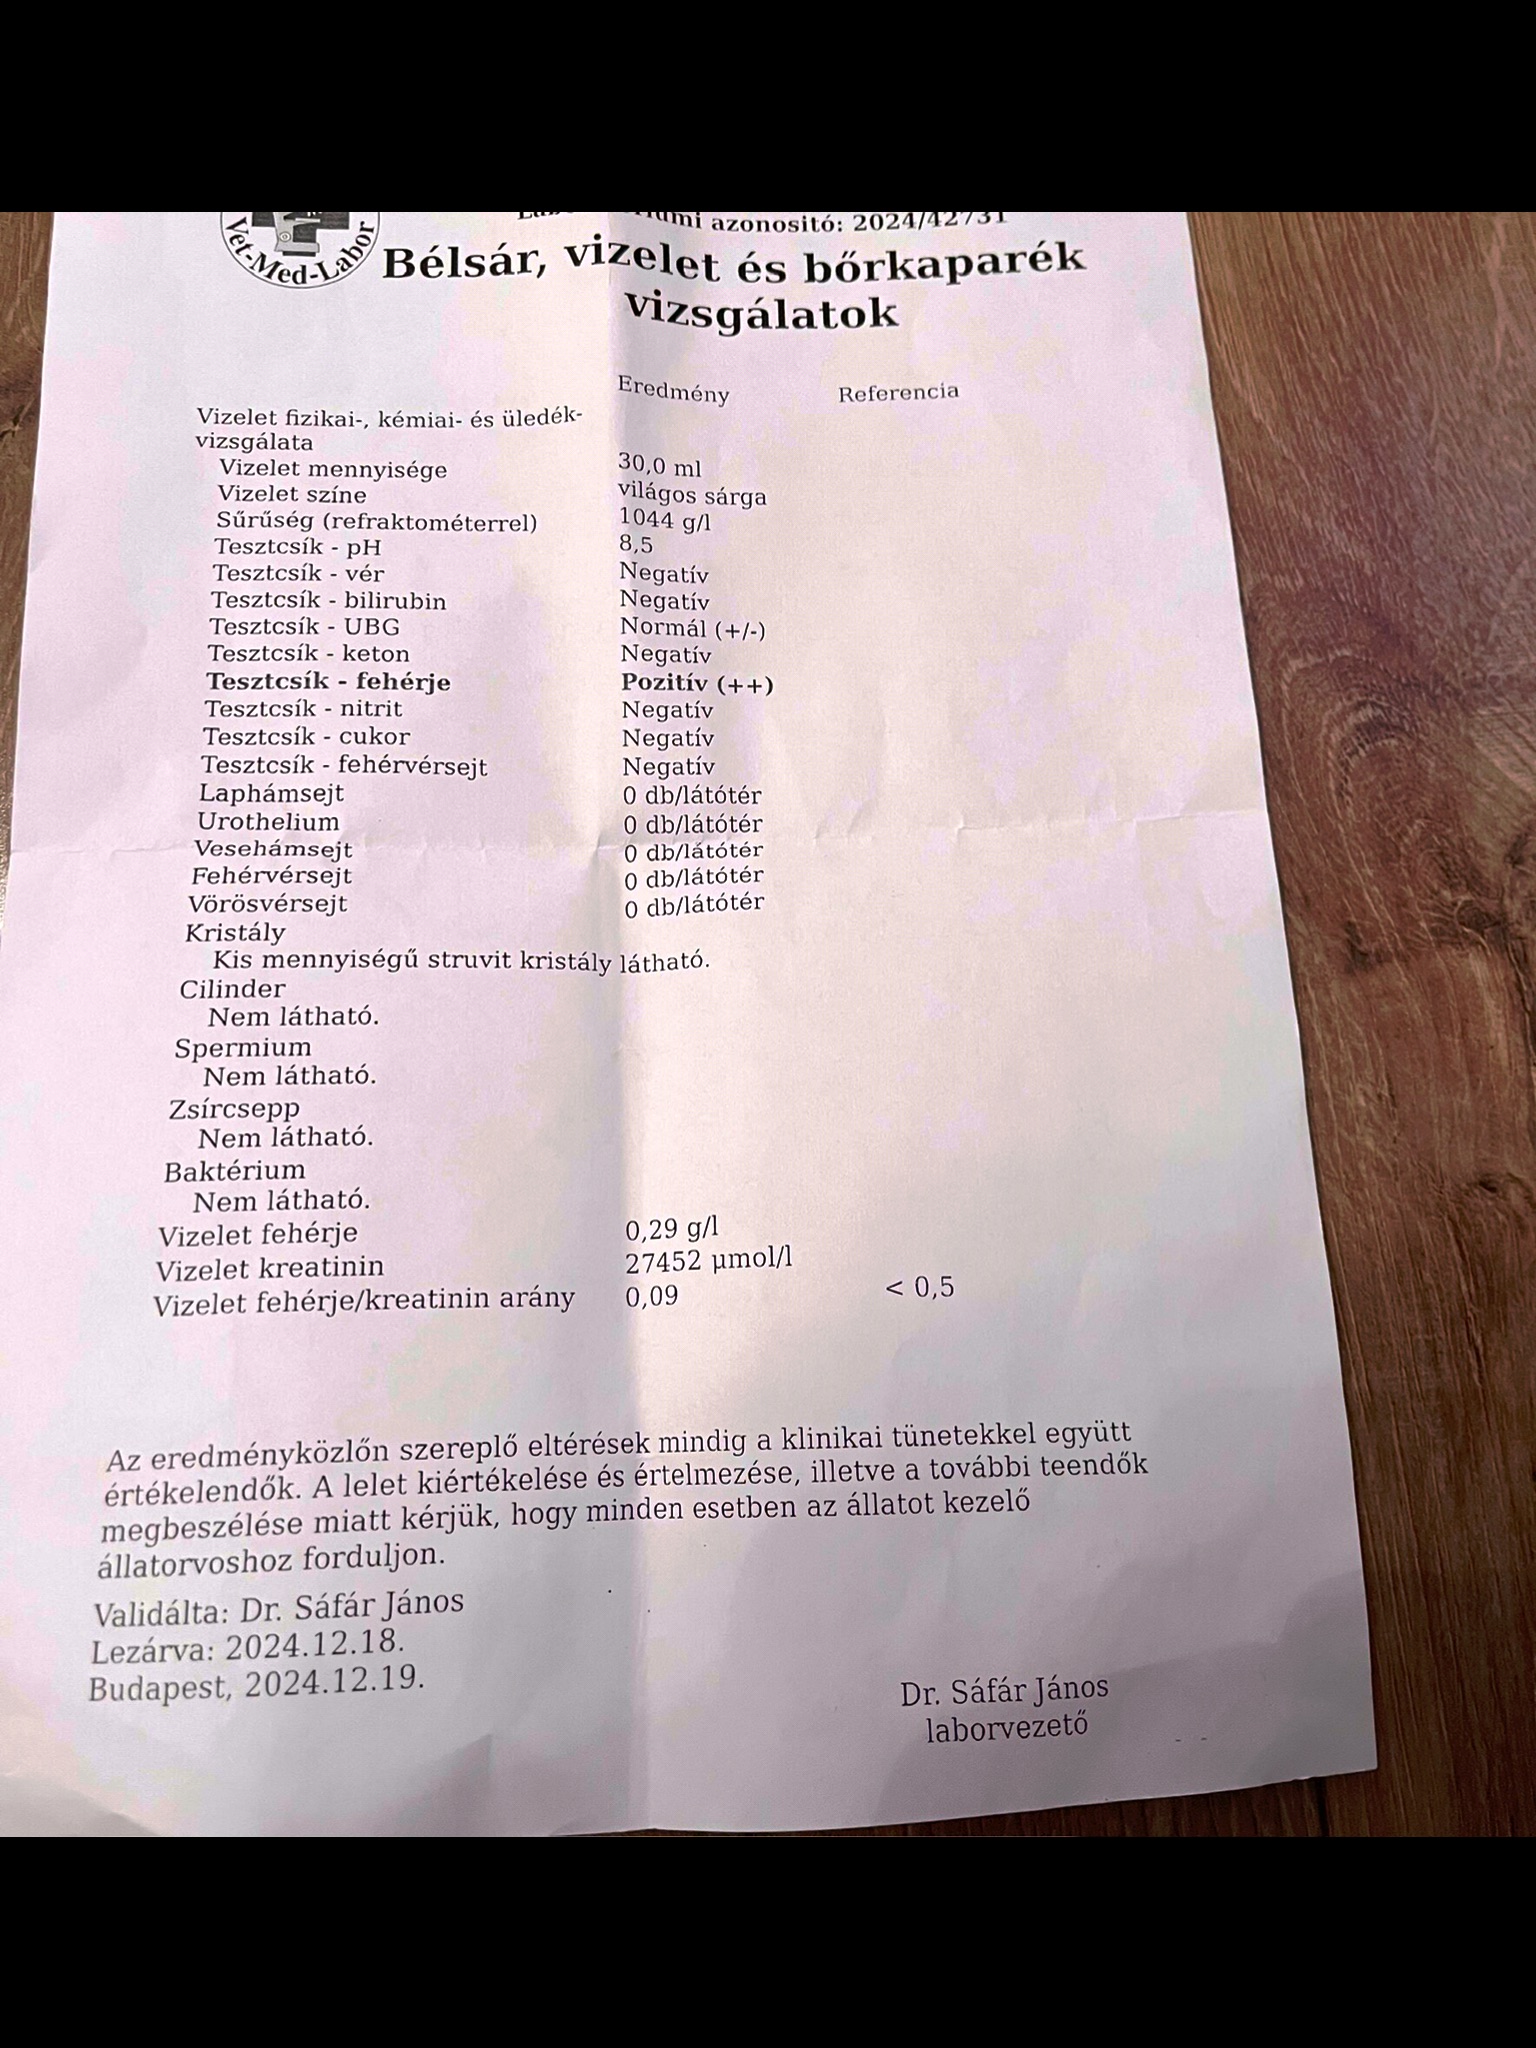 Vet-Med-Labor
azonosító: 2024/42731
Bélsár, vizelet és bőrkaparék
vizsgálatok
Eredmény Referencia
Vizelet fizikai-, kémiai- és üledék-
vizsgálata
Vizelet mennyisége 30,0 ml
Vizelet színe világos sárga
Sűrűség (refraktométerrel) 1044 g/l
Tesztcsík - pH 8,5
Tesztcsík - vér Negatív
Tesztcsík - bilirubin Negatív
Tesztcsík - UBG Normál (+/-)
Tesztcsík - keton Negatív
Tesztcsík - fehérje Pozitív (++)
Tesztcsík - nitrit Negatív
Tesztcsík - cukor Negatív
Tesztcsík - fehérvérsejt Negatív
Laphámsejt 0 db/látótér
Urothelium 0 db/látótér
Vesehámsejt 0 db/látótér
Fehérvérsejt 0 db/látótér
Vörösvérsejt 0 db/látótér
Kristály
Kis mennyiségű struvit kristály látható.
Cilinder
Nem látható.
Spermium
Nem látható.
Zsírcsepp
Nem látható.
Baktérium
Nem látható.
Vizelet fehérje 0,29 g/l
Vizelet kreatinin 27452 µmol/l
Vizelet fehérje/kreatinin arány 0,09 < 0,5
Az eredményközlőn szereplő eltérések mindig a klinikai tünetekkel együtt
értékelendők. A lelet kiértékelése és értelmezése, illetve a további teendők
megbeszélése miatt kérjük, hogy minden esetben az állatot kezelő
állatorvoshoz forduljon.
Validálta: Dr. Sáfár János
Lezárva: 2024.12.18.
Budapest, 2024.12.19.
Dr. Sáfár János
laborvezető